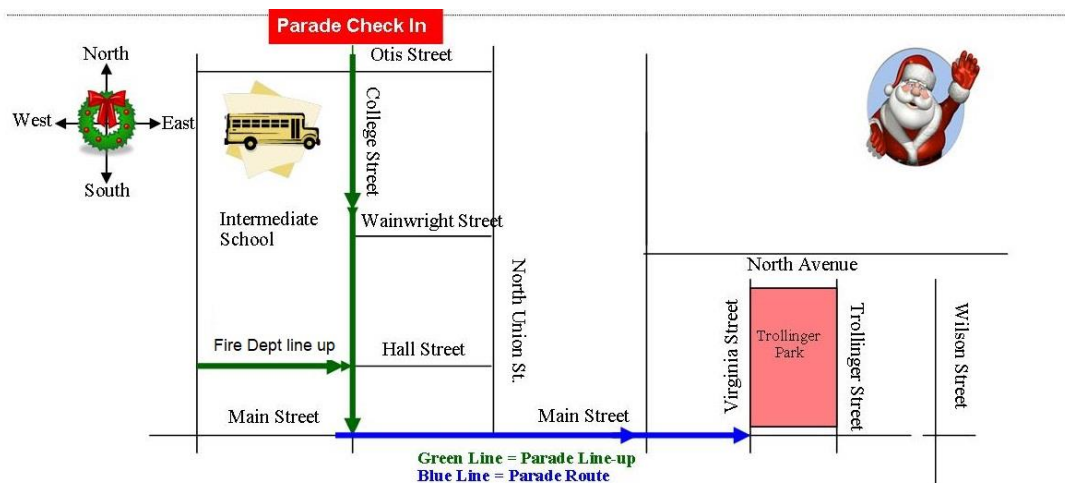 Parade Check In
North
Otis Street
West
East
College Street
South
Intermediate
School
Wainwright Street
North Avenue
North Union St.
Virginia Street
Trollinger
Park
Trollinger Street
Wilson Street
Fire Dept line up
Hall Street
Main Street
Main Street
Green Line = Parade Line-up
Blue Line = Parade Route